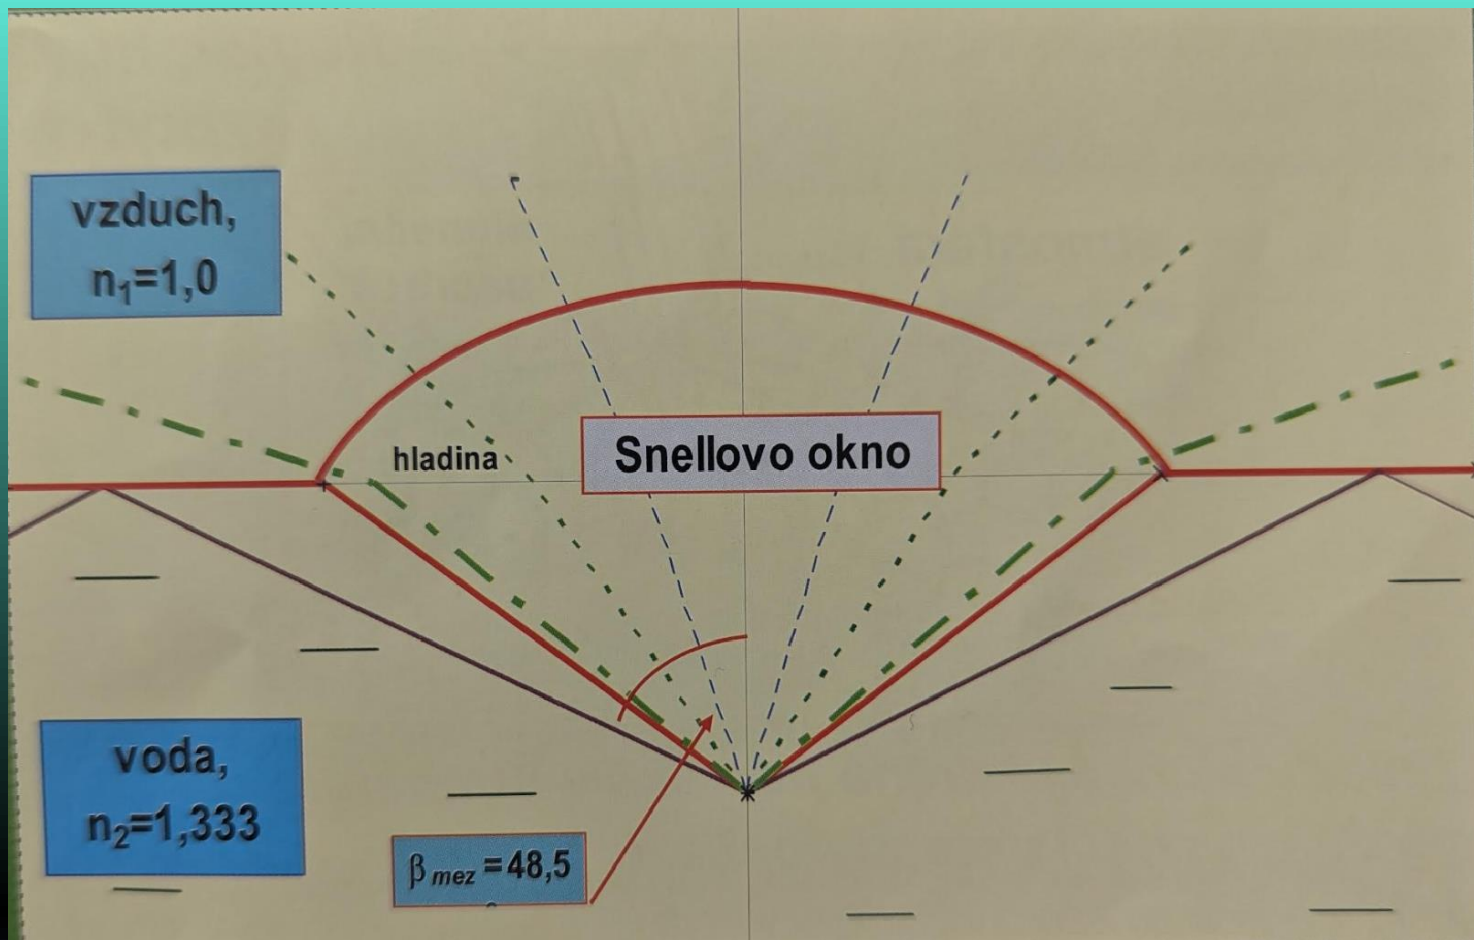 vzduch,
n₁=1,0
hladina
Snellovo okno
voda,
n₂=1,333
β mez = 48,5